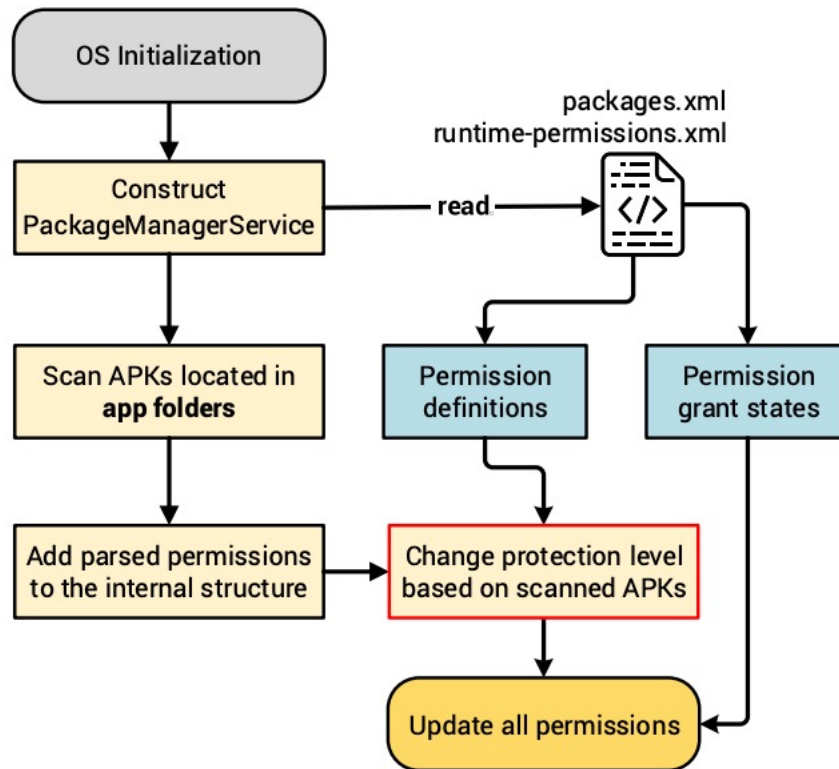 OS Initialization
packages.xml
runtime-permissions.xml
Construct
PackageManagerService
read
</>
Scan APKs located in
app folders
Permission
definitions
Permission
grant states
Add parsed permissions
to the internal structure
Change protection level
based on scanned APKs
Update all permissions